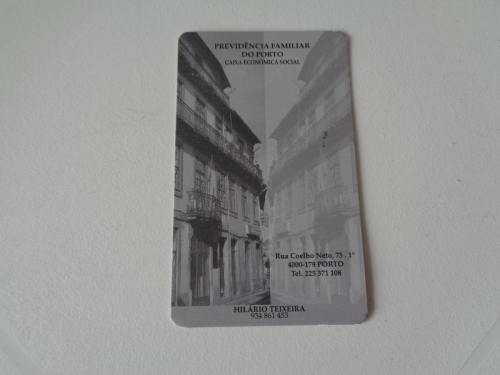 PREVIDÊNCIA FAMILIAR
DO PORTO
CAIXA ECONÓMICA SOCIAL
Rua Coelho Neto, 75 . 1º
4000-179 PORTO
Tel. 225 371 108
HILÁRIO TEIXEIRA
934 861 453